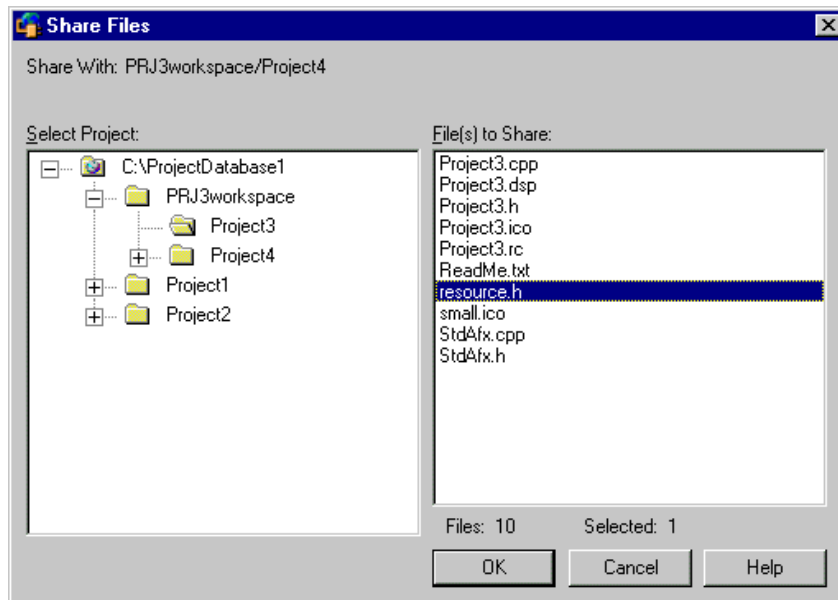 Share Files
Share With: PRJ3workspace/Project4
Select Project:
C:\ProjectDatabase1
PRJ3workspace
Project3
Project4
Project1
Project2
File(s) to Share:
Project3.cpp
Project3.dsp
Project3.h
Project3.ico
Project3.rc
ReadMe.txt
resource.h
small.ico
StdAfx.cpp
StdAfx.h
Files: 10 Selected: 1
OK Cancel Help